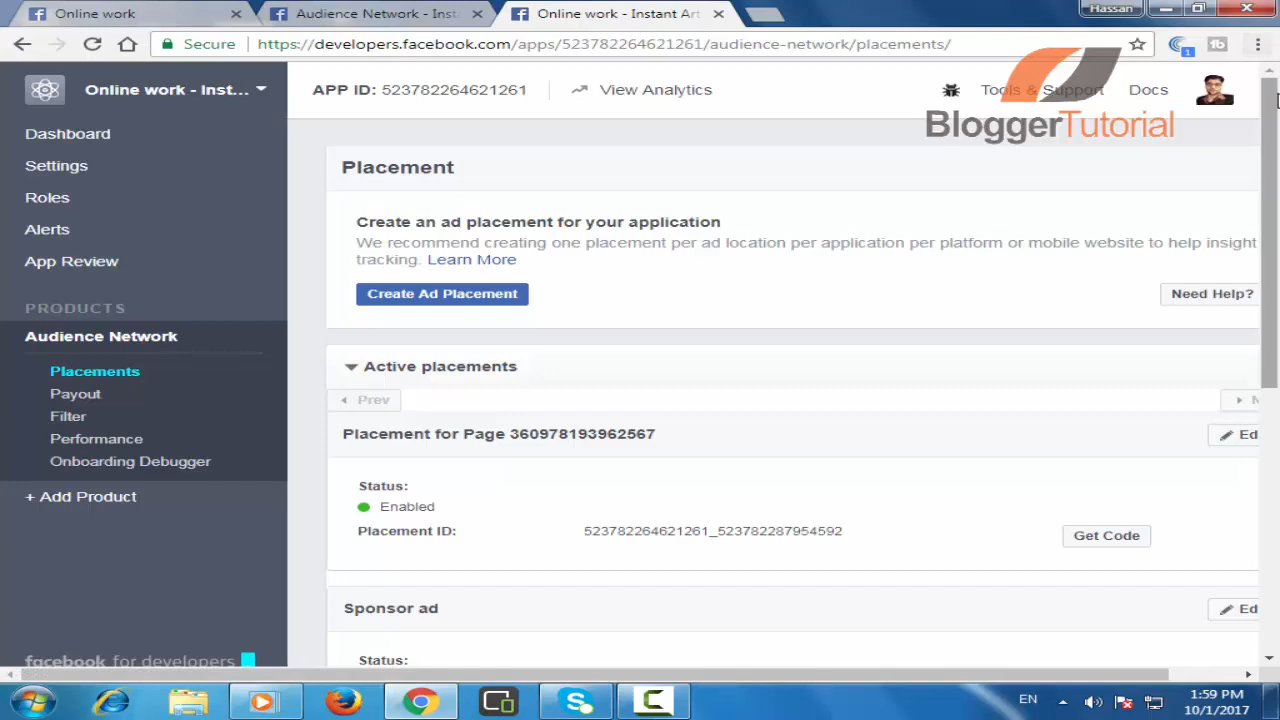 Online work
Audience Network - Inst
Online work - Instant Art
Hassan
Secure
https://developers.facebook.com/apps/523782264621261/audience-network/placements/
1
Online work - Inst...
APP ID: 523782264621261
View Analytics
Tools & Support
Docs
BloggerTutorial
Dashboard
Settings
Roles
Alerts
App Review
PRODUCTS
Audience Network
Placements
Payout
Filter
Performance
Onboarding Debugger
+ Add Product
facebook for developers
Placement
Create an ad placement for your application
We recommend creating one placement per ad location per application per platform or mobile website to help insight
tracking. Learn More
Create Ad Placement
Need Help?
Active placements
Prev
Placement for Page 360978193962567
Ed
Status:
Enabled
Placement ID:
523782264621261_523782287954592
Get Code
Sponsor ad
Ed
Status:
EN
1:59 PM
10/1/2017